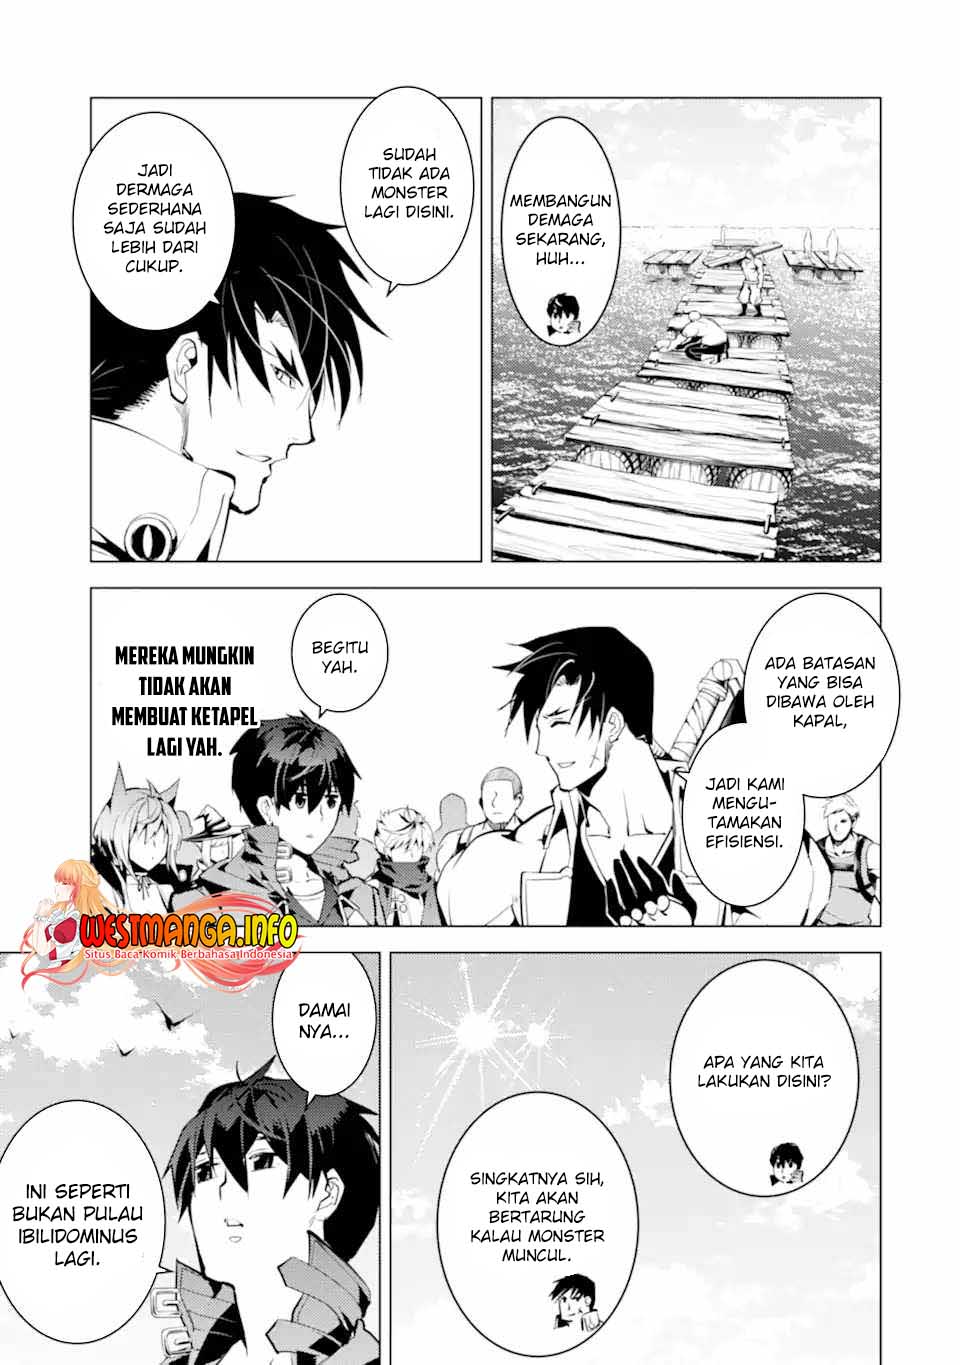 MEMBANGUN
DEMAGA
SEKARANG,
HUH...
SUDAH
TIDAK ADA
MONSTER
LAGI DISINI.
JADI
DERMAGA
SEDERHANA
SAJA SUDAH
LEBIH DARI
CUKUP.
ADA BATASAN
YANG BISA
DIBAWA OLEH
KAPAL,
JADI KAMI
MENGU-
TAMAKAN
EFISIENSI.
BEGITU
YAH.
MEREKA MUNGKIN
TIDAK AKAN
MEMBUAT KETAPEL
LAGI YAH.
WESTMANGA.INFO
Situs Baca Komik Berbahasa Indonesia
APA YANG KITA
LAKUKAN DISINI?
SINGKATNYA SIH,
KITA AKAN
BERTARUNG
KALAU MONSTER
MUNCUL.
DAMAI
NYA...
INI SEPERTI
BUKAN PULAU
IBILIDOMINUS
LAGI.